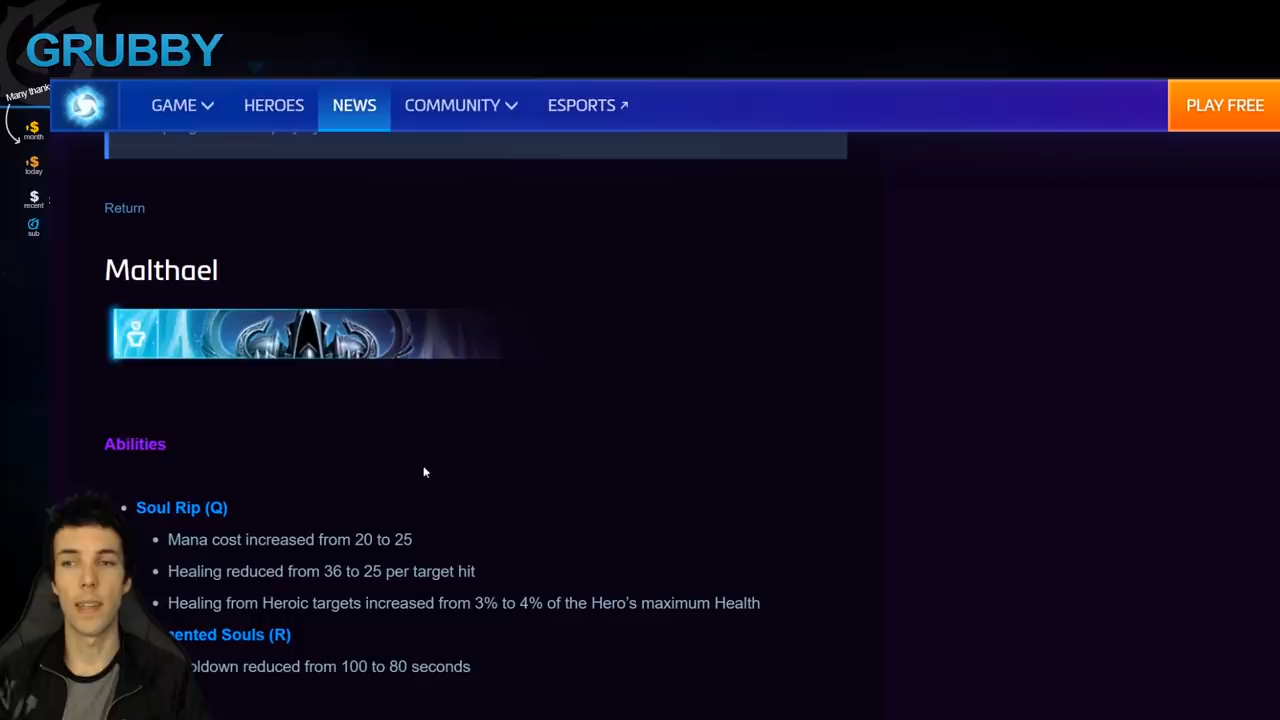 GRUBBY
Many thank
GAME HEROES NEWS COMMUNITY ESPORTS PLAY FREE
+$
month
+$
today
$
recent
sub
Return
Malthael
Abilities
Soul Rip (Q)
Mana cost increased from 20 to 25
Healing reduced from 36 to 25 per target hit
Healing from Heroic targets increased from 3% to 4% of the Hero's maximum Health
ented Souls (R)
oldown reduced from 100 to 80 seconds